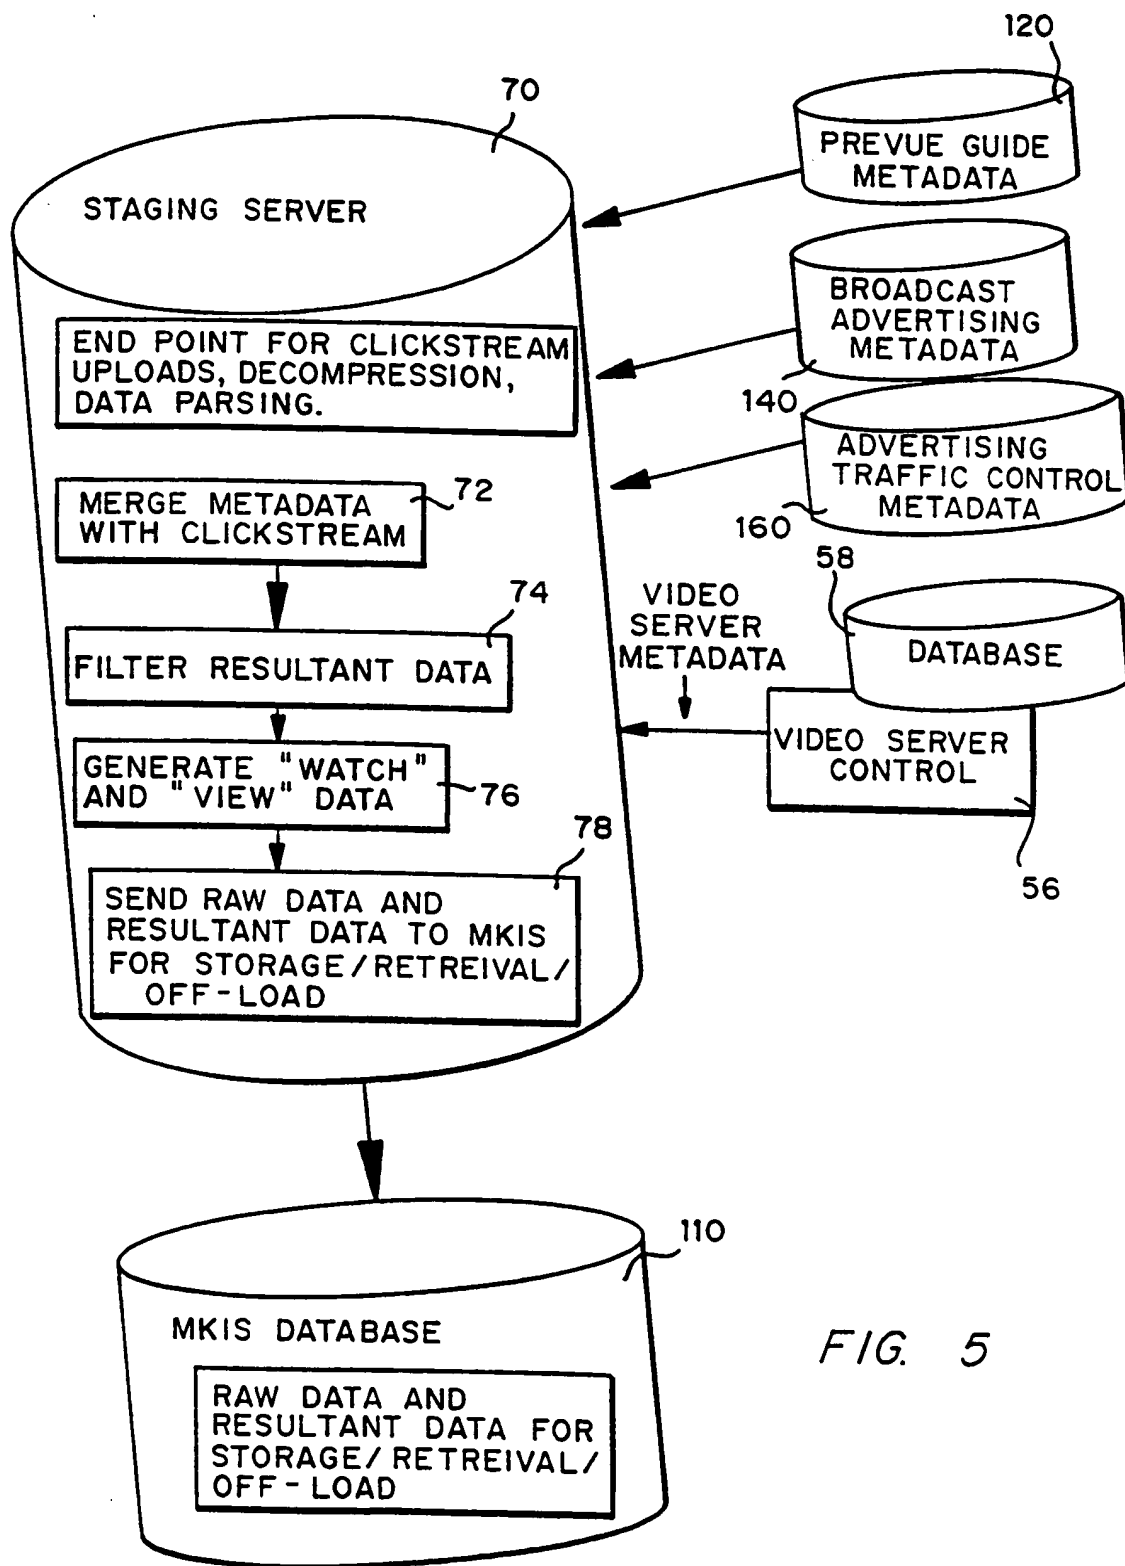 120
70
PREVUE GUIDE
METADATA
STAGING SERVER
BROADCAST
ADVERTISING
METADATA
140
END POINT FOR CLICKSTREAM
UPLOADS, DECOMPRESSION,
DATA PARSING.
ADVERTISING
TRAFFIC CONTROL
METADATA
160
MERGE METADATA
WITH CLICKSTREAM
72
58
DATABASE
VIDEO
SERVER
METADATA
74
FILTER RESULTANT DATA
VIDEO SERVER
CONTROL
56
GENERATE "WATCH"
AND "VIEW" DATA
76
78
SEND RAW DATA AND
RESULTANT DATA TO MKIS
FOR STORAGE/RETREIVAL/
OFF-LOAD
110
MKIS DATABASE
RAW DATA AND
RESULTANT DATA FOR
STORAGE/RETREIVAL/
OFF-LOAD
FIG. 5